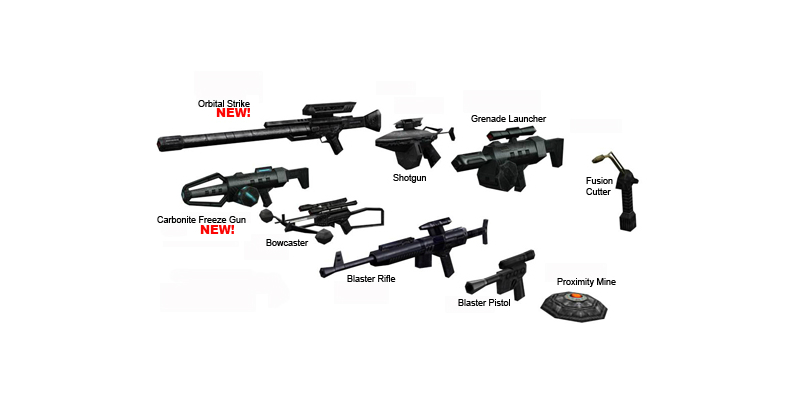 Orbital Strike
NEW!
Grenade Launcher
Shotgun
Fusion
Cutter
Carbonite Freeze Gun
NEW!
Bowcaster
Blaster Rifle
Blaster Pistol
Proximity Mine